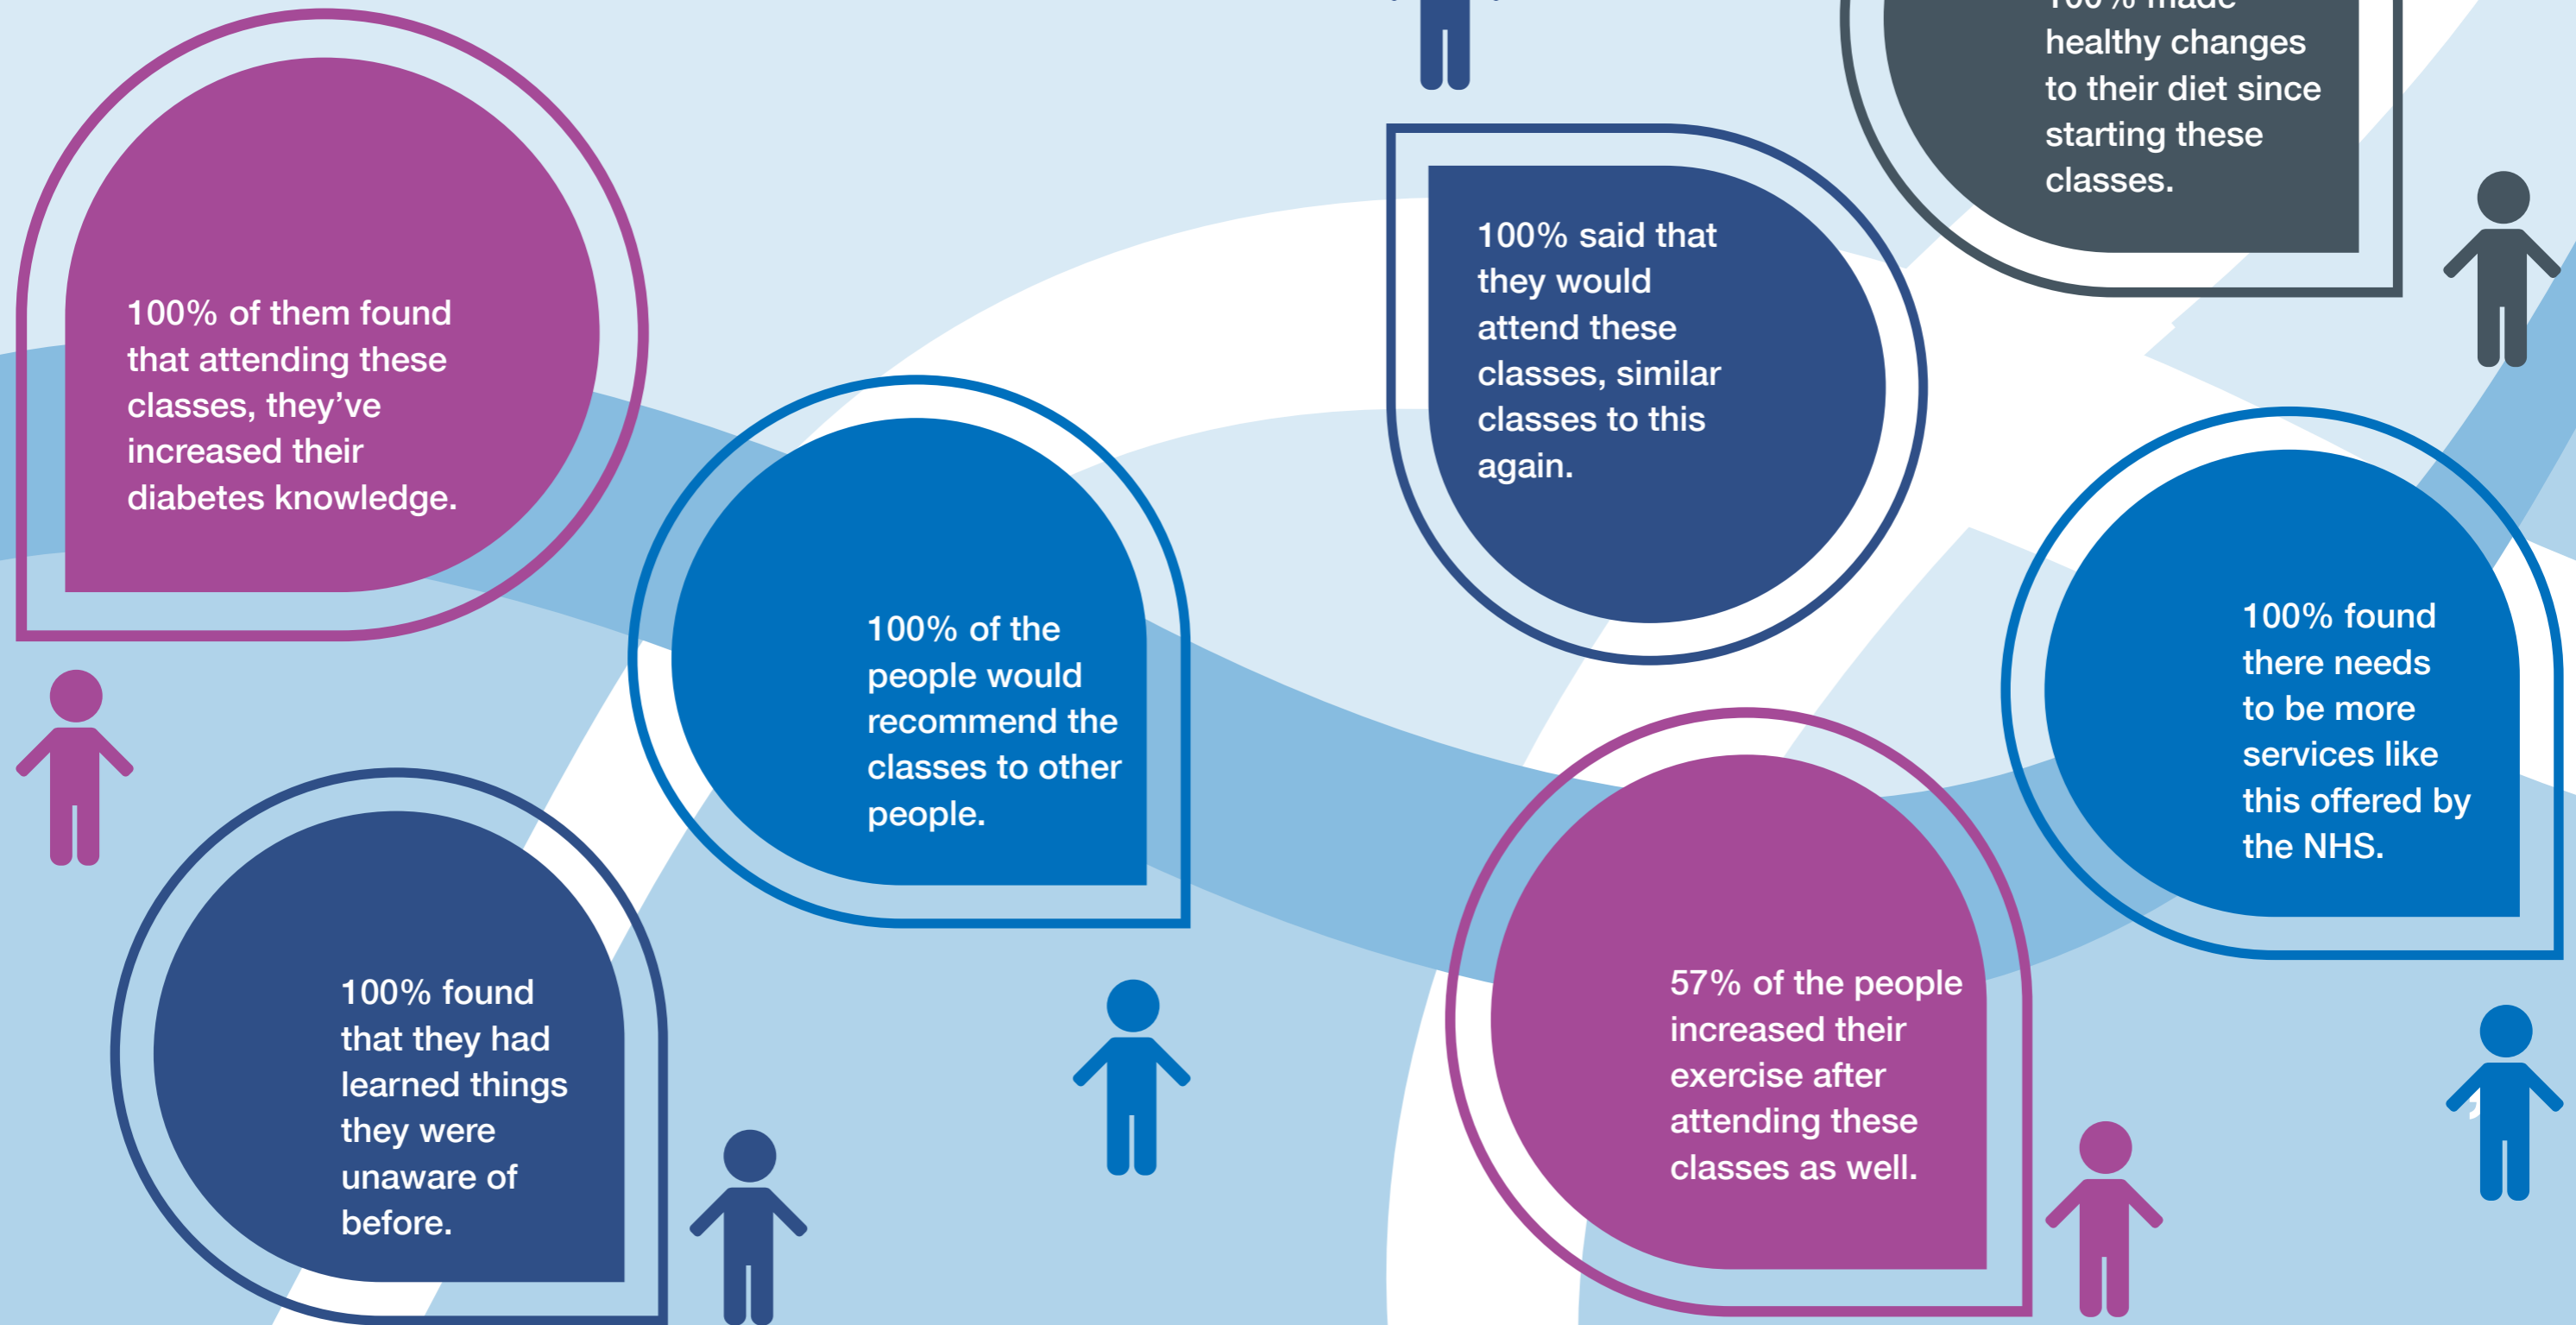 100% of them found
that attending these
classes, they've
increased their
diabetes knowledge.
100% of the
people would
recommend the
classes to other
people.
100% found
that they had
learned things
they were
unaware of
before.
100% made
healthy changes
to their diet since
starting these
classes.
100% said that
they would
attend these
classes, similar
classes to this
again.
100% found
there needs
to be more
services like
this offered by
the NHS.
57% of the people
increased their
exercise after
attending these
classes as well.